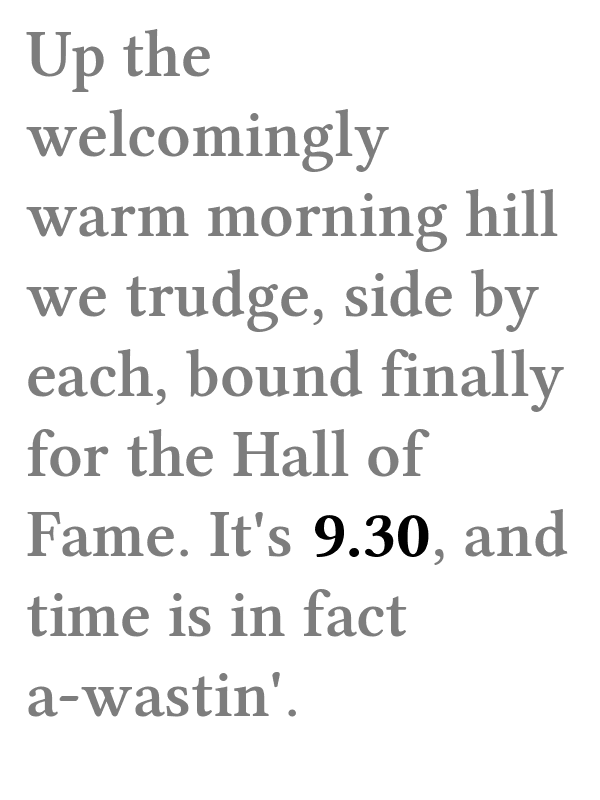 Up the
welcomingly
warm morning hill
we trudge, side by
each, bound finally
for the Hall of
Fame. It's 9.30, and
time is in fact
a-wastin'.